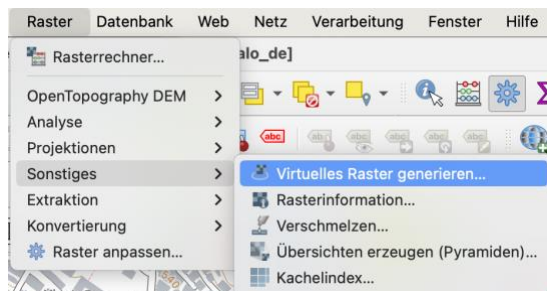 Raster Datenbank Web Netz Verarbeitung Fenster Hilfe
Rasterrechner...
alo_de]
OpenTopography DEM >
Analyse >
Projektionen >
Sonstiges >
Extraktion >
Konvertierung >
Raster anpassen...
abc
Virtuelles Raster generieren...
Rasterinformation...
Verschmelzen...
Übersichten erzeugen (Pyramiden)...
Kachelindex...